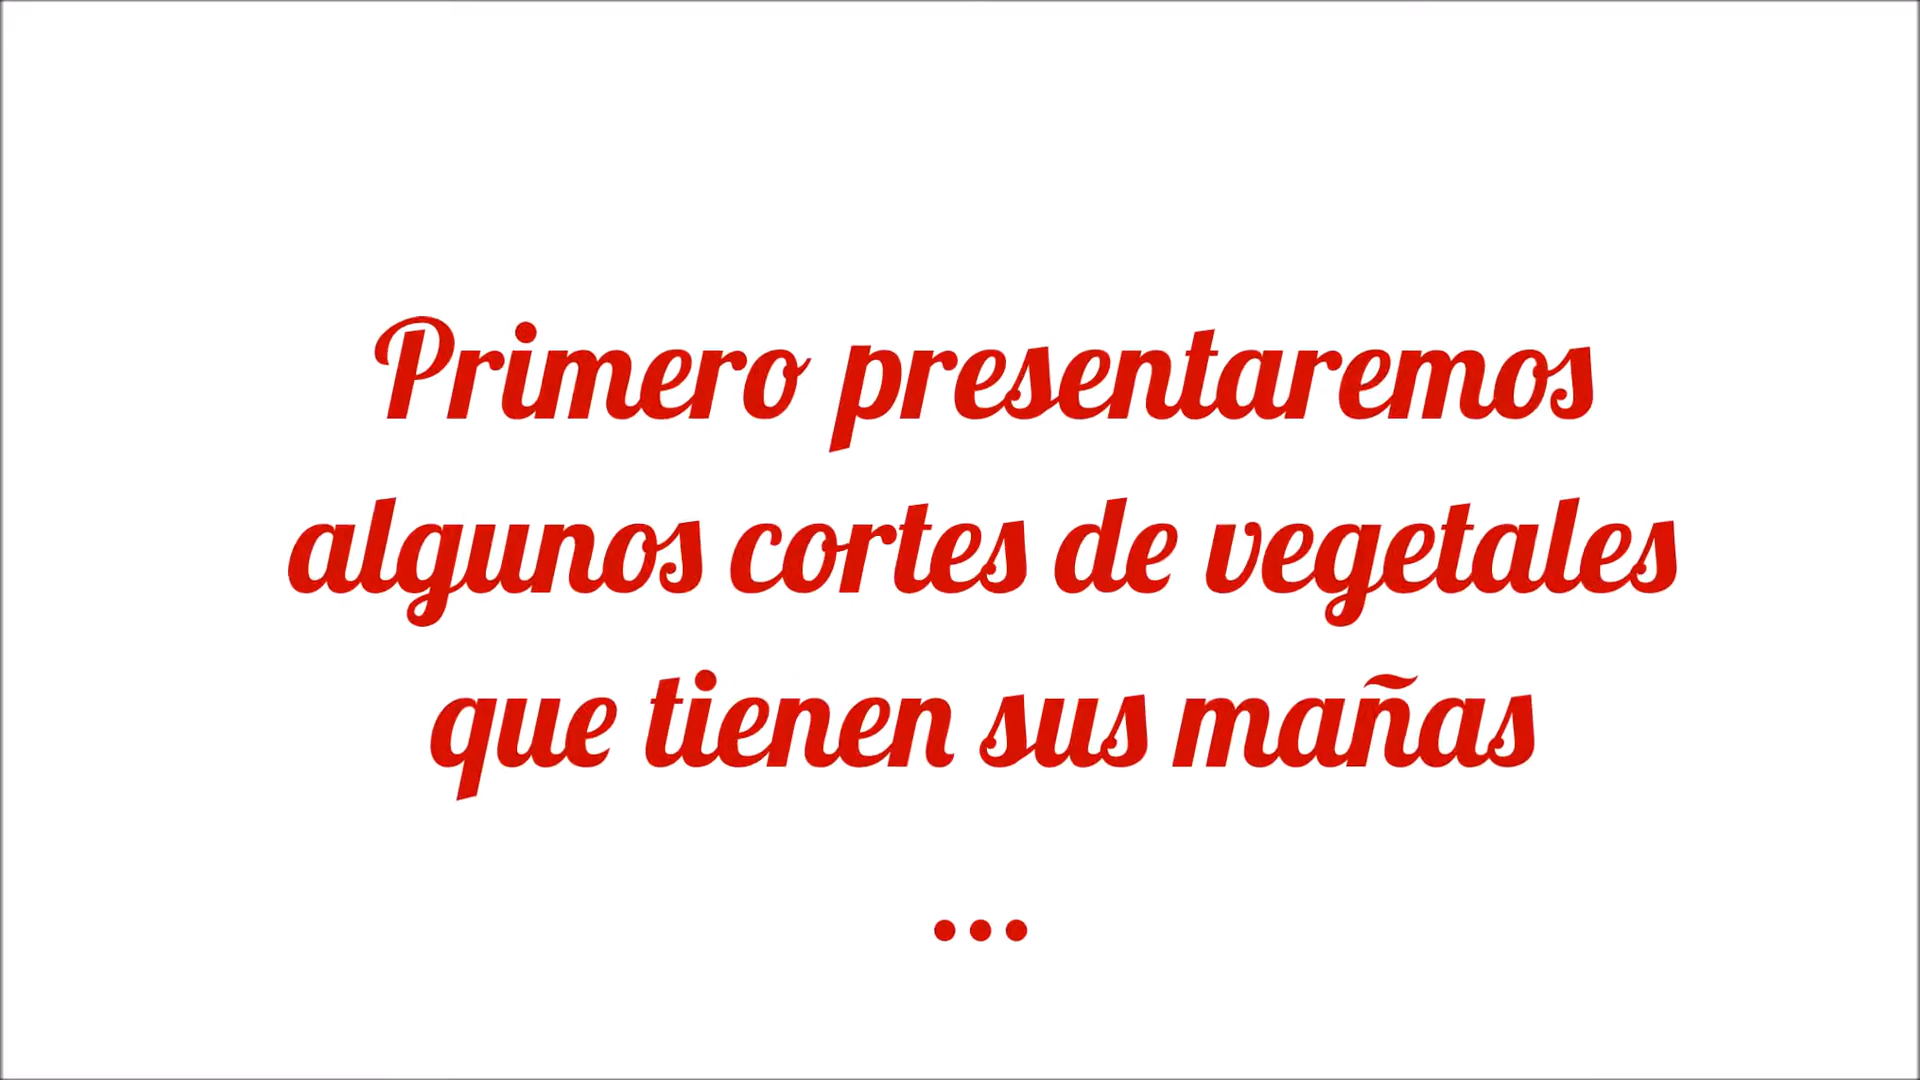 Primero presentaremos
algunos cortes de vegetales
que tienen sus mañas
...